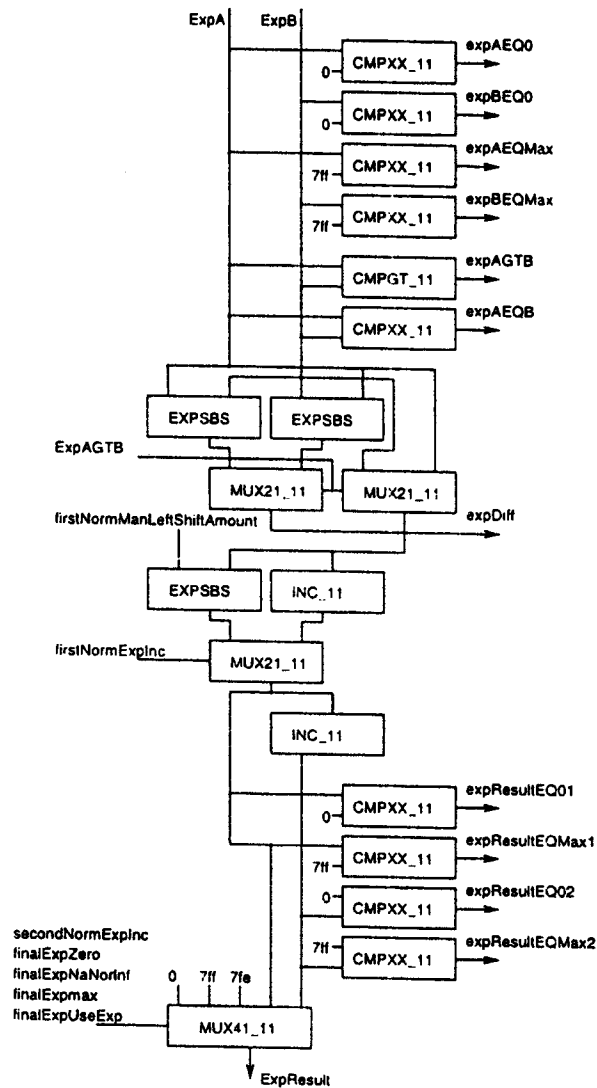 ExpA
ExpB
expAEQ0
CMPXX_11
0
expBEQ0
CMPXX_11
0
expAEQMax
CMPXX_11
7ff
expBEQMax
CMPXX_11
7ff
expAGTB
CMPGT_11
expAEQB
CMPXX_11
EXPSBS
EXPSBS
ExpAGTB
MUX21_11
MUX21_11
firstNormManLeftShiftAmount
expDiff
EXPSBS
INC_11
firstNormExpInc
MUX21_11
INC_11
expResultEQ01
CMPXX_11
0
expResultEQMax1
CMPXX_11
7ff
expResultEQ02
0
CMPXX_11
expResultEQMax2
7ff
CMPXX_11
secondNormExpInc
finalExpZero
finalExpNaNorInf
finalExpmax
finalExpUseExp
0 7ff 7fe
MUX41_11
ExpResult